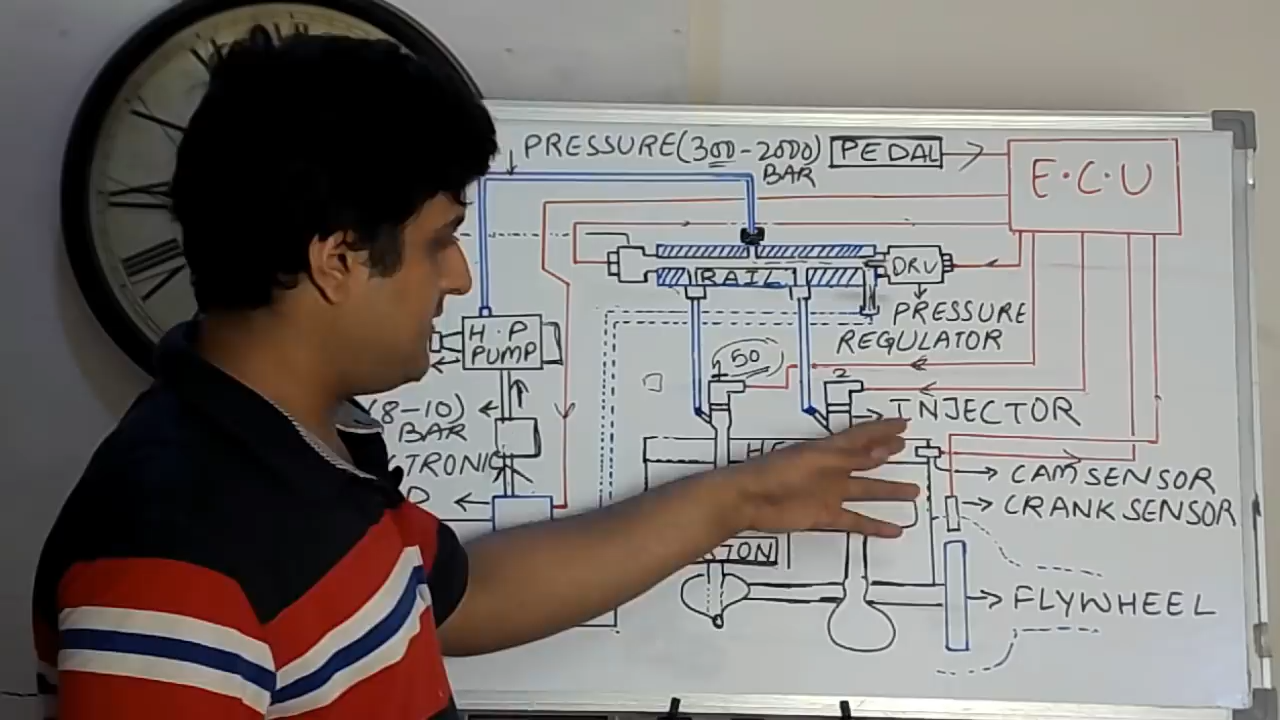 PRESSURE (300-2000)
BAR
PEDAL
E.C.U
RAIL
DRV
PRESSURE
REGULATOR
H.P
PUMP
50
1
2
(8-10)
BAR
INJECTOR
CAM SENSOR
CRANK SENSOR
FLYWHEEL